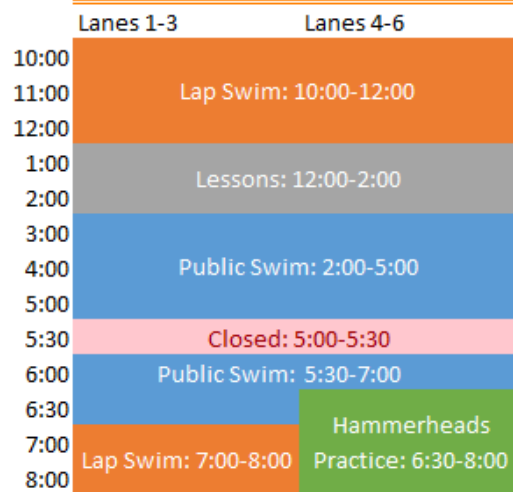 Lanes 1-3 Lanes 4-6
10:00
11:00 Lap Swim: 10:00-12:00
12:00
1:00
Lessons: 12:00-2:00
2:00
3:00
4:00 Public Swim: 2:00-5:00
5:00
5:30 Closed: 5:00-5:30
6:00 Public Swim: 5:30-7:00
6:30
Hammerheads
7:00
Lap Swim: 7:00-8:00 Practice: 6:30-8:00
8:00